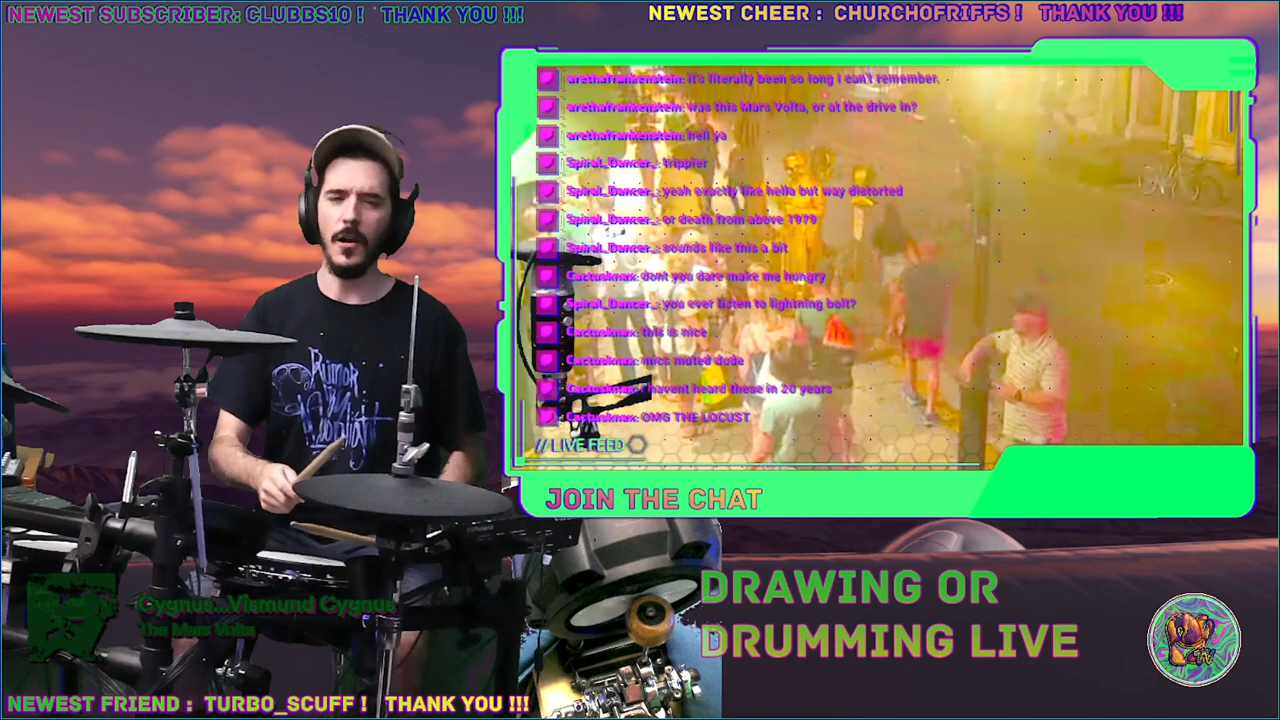 NEWEST SUBSCRIBER: CLUBBS10 ! THANK YOU !!!
NEWEST CHEER : CHURCHOFRIFFS ! THANK YOU !!!
arethafrankenstein: it's literally been so long I can't remember.
arethafrankenstein: was this Mars Volta, or at the drive in?
arethafrankenstein: hell ya
Spiral_Dancer_: trippier
Spiral_Dancer_: yeah exactly like hella but way distorted
Spiral_Dancer_: or death from above 1979
Spiral_Dancer_: sounds like this a bit
Cactusknax: dont you dare make me hungry
Spiral_Dancer_: you ever listen to lightning bolt?
Cactusknax: this is nice
Cactusknax: mics muted dude
Cactusknax: i havent heard these in 20 years
Cactusknax: OMG THE LOCUST
// LIVE FEED
JOIN THE CHAT
DRAWING OR
DRUMMING LIVE
Cygnus...Vismund Cygnus
The Mars Volta
NEWEST FRIEND : TURBO_SCUFF ! THANK YOU !!!